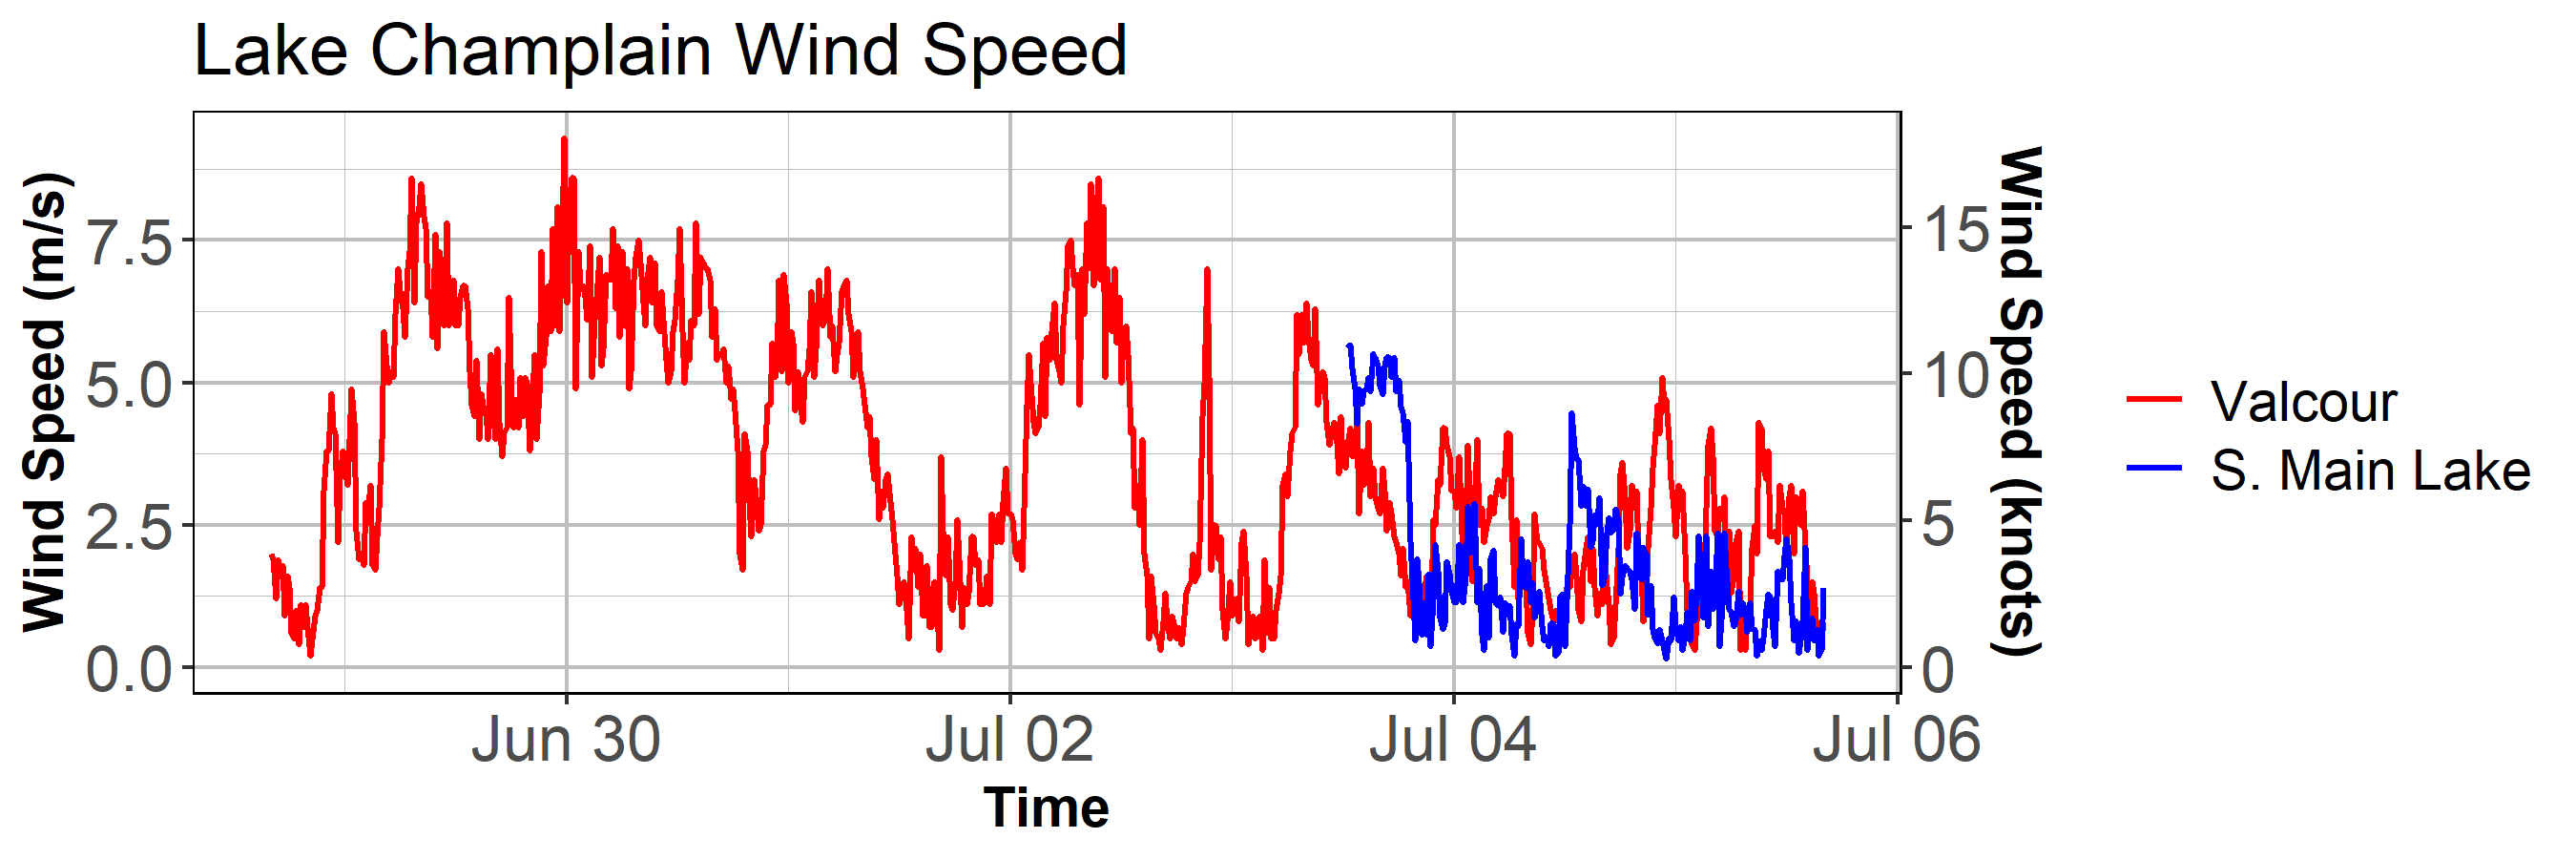 Lake Champlain Wind Speed
Wind Speed (m/s)
7.5
5.0
2.5
0.0
Jun 30
Jul 02
Jul 04
Jul 06
Time
15
10
5
0
Wind Speed (knots)
Valcour
S. Main Lake